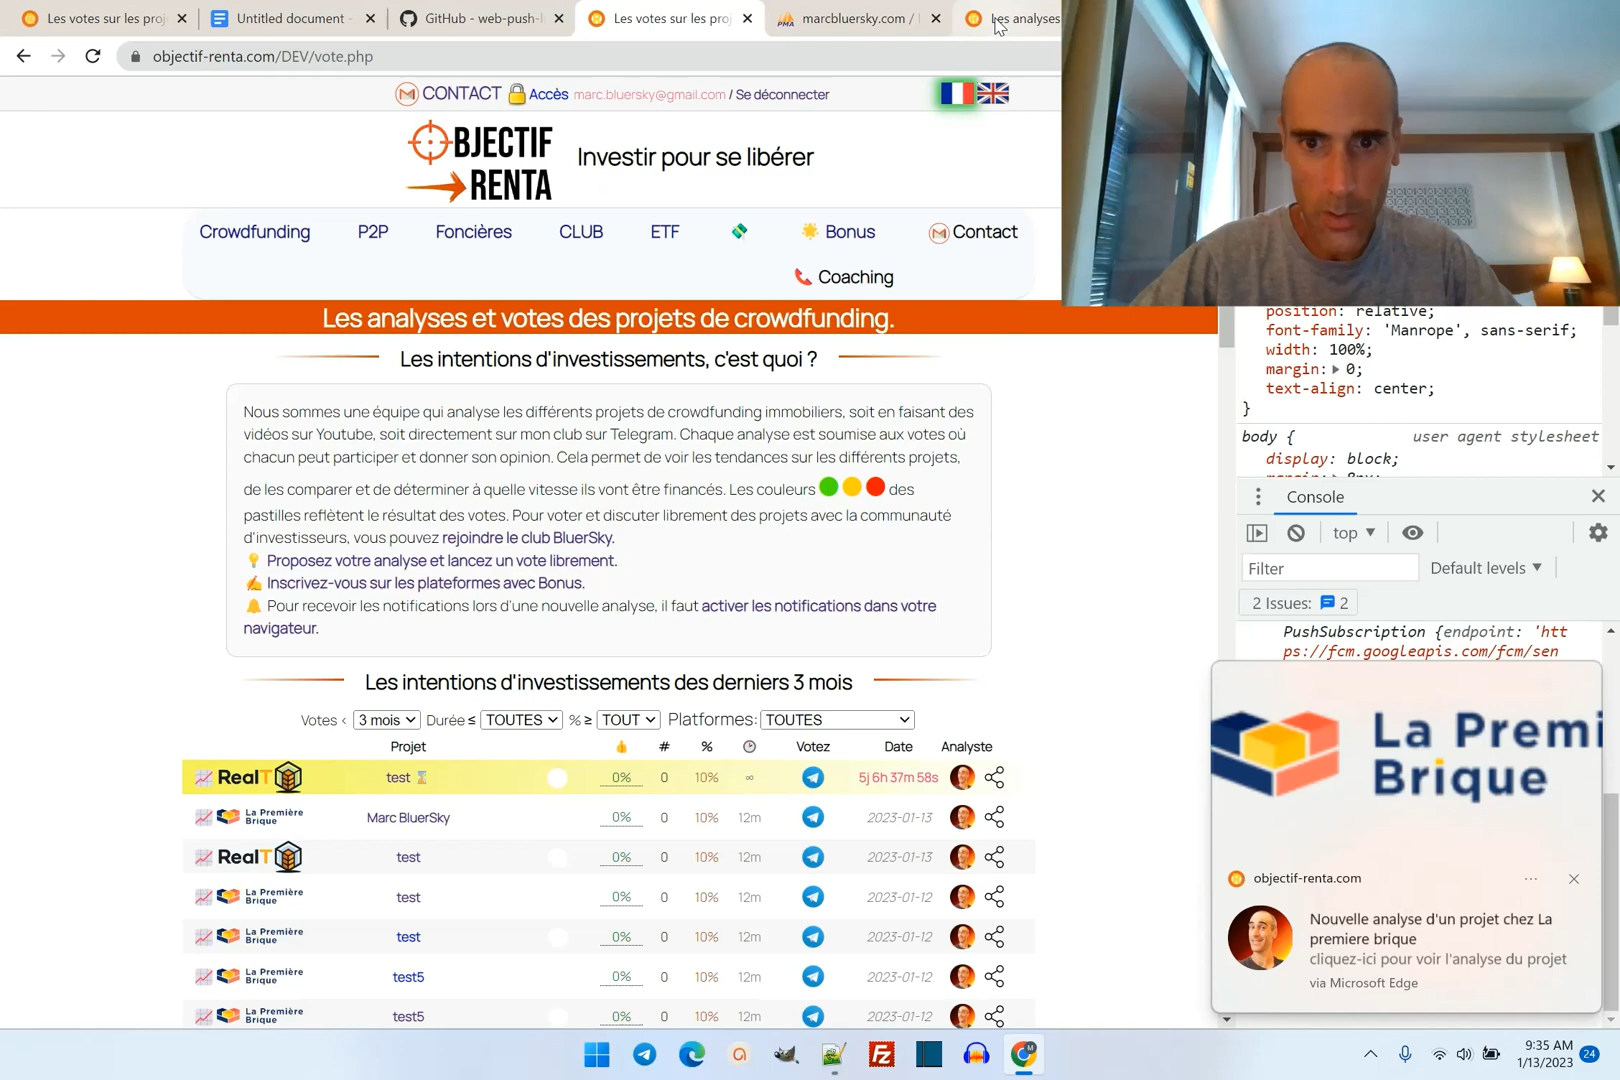 Les votes sur les proj
Untitled document -
GitHub - web-push-l
Les votes sur les proj
marcbluersky.com /
Les analyses
objectif-renta.com/DEV/vote.php
CONTACT Accès marc.bluersky@gmail.com / Se déconnecter
BJECTIF
RENTA
Investir pour se libérer
Crowdfunding P2P Foncières CLUB ETF Bonus Contact
Coaching
Les analyses et votes des projets de crowdfunding.
Les intentions d'investissements, c'est quoi ?
Nous sommes une équipe qui analyse les différents projets de crowdfunding immobiliers, soit en faisant des
vidéos sur Youtube, soit directement sur mon club sur Telegram. Chaque analyse est soumise aux votes où
chacun peut participer et donner son opinion. Cela permet de voir les tendances sur les différents projets,
de les comparer et de déterminer à quelle vitesse ils vont être financés. Les couleurs des
pastilles reflètent le résultat des votes. Pour voter et discuter librement des projets avec la communauté
d'investisseurs, vous pouvez rejoindre le club BluerSky.
Proposez votre analyse et lancez un vote librement.
Inscrivez-vous sur les plateformes avec Bonus.
Pour recevoir les notifications lors d'une nouvelle analyse, il faut activer les notifications dans votre
navigateur.
Les intentions d'investissements des derniers 3 mois
Votes < 3 mois Durée ≤ TOUTES % ≥ TOUT Platformes: TOUTES
Projet # % Votez Date Analyste
RealT test 0% 0 10% ∞ 5j 6h 37m 58s
La Première Brique Marc BluerSky 0% 0 10% 12m 2023-01-13
RealT test 0% 0 10% 12m 2023-01-13
La Première Brique test 0% 0 10% 12m 2023-01-12
La Première Brique test 0% 0 10% 12m 2023-01-12
La Première Brique test5 0% 0 10% 12m 2023-01-12
La Première Brique test5 0% 0 10% 12m 2023-01-12
position: relative;
font-family: 'Manrope', sans-serif;
width: 100%;
margin: 0;
text-align: center;
}
body { user agent stylesheet
display: block;
Console
top
Filter Default levels
2 Issues: 2
PushSubscription {endpoint: 'htt
ps://fcm.googleapis.com/fcm/sen
La Premi
Brique
objectif-renta.com
Nouvelle analyse d'un projet chez La
premiere brique
cliquez-ici pour voir l'analyse du projet
via Microsoft Edge
9:35 AM
1/13/2023
24